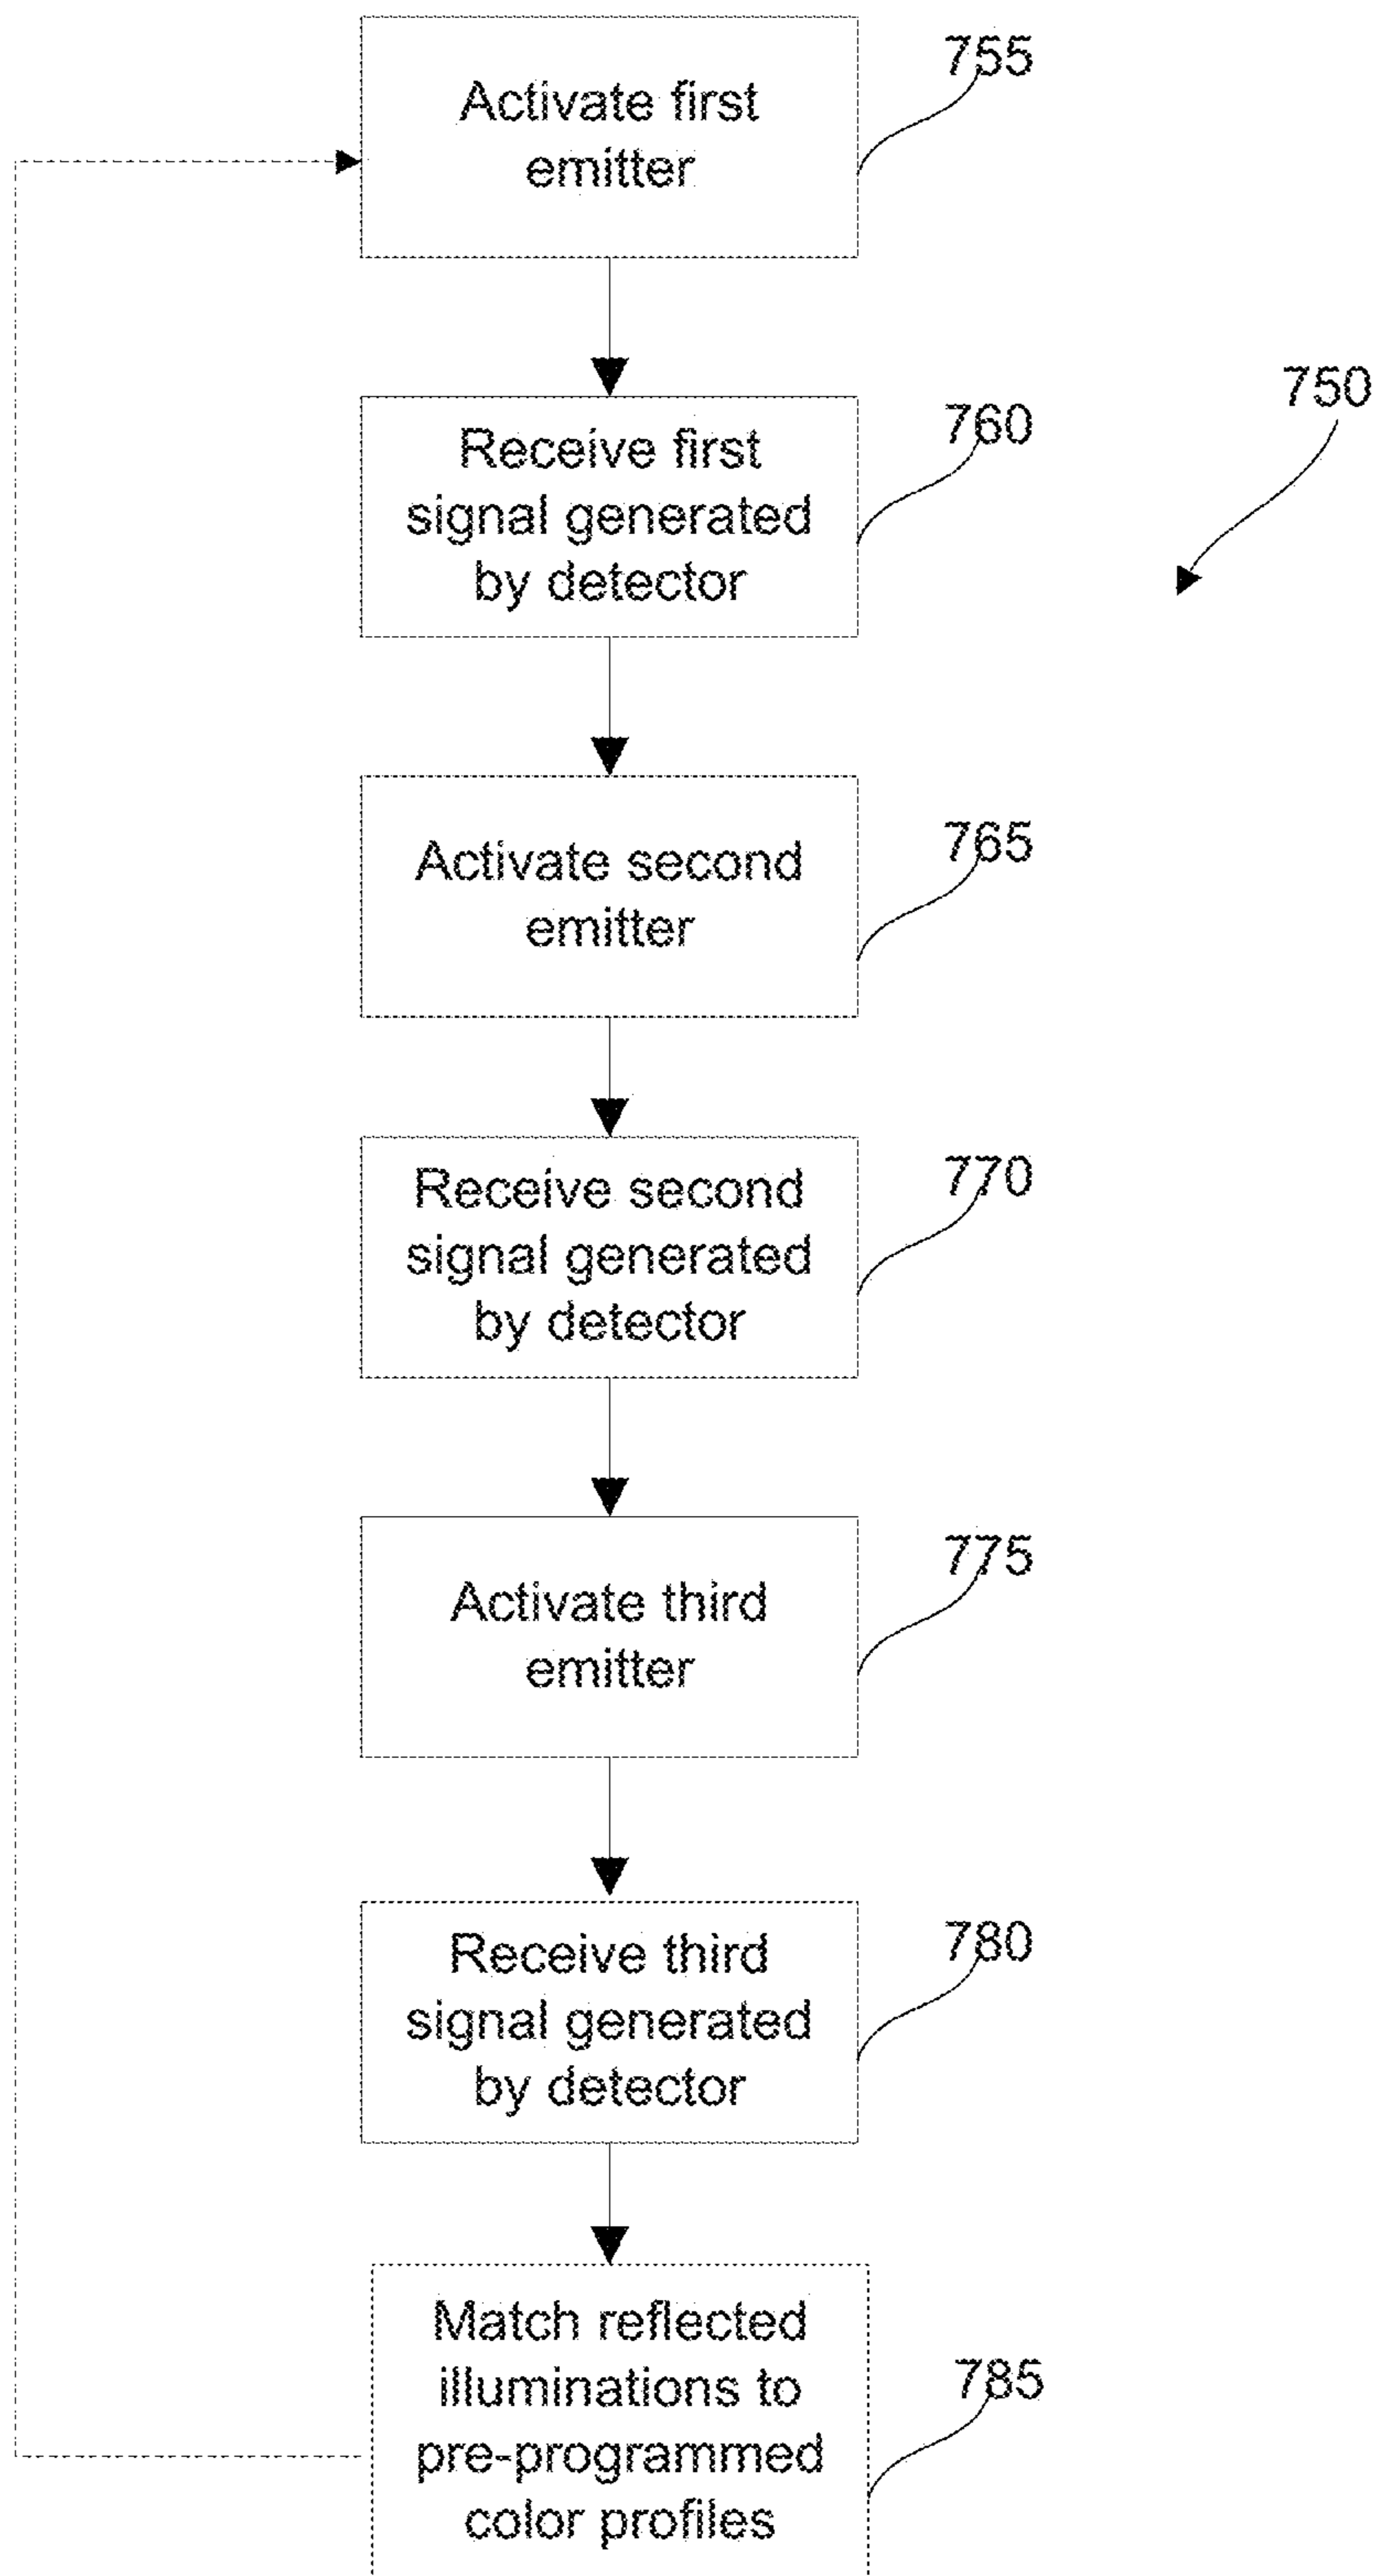 Activate first
emitter
755
Receive first
signal generated
by detector
760
750
Activate second
emitter
765
Receive second
signal generated
by detector
770
Activate third
emitter
775
Receive third
signal generated
by detector
780
Match reflected
illuminations to
pre-programmed
color profiles
785